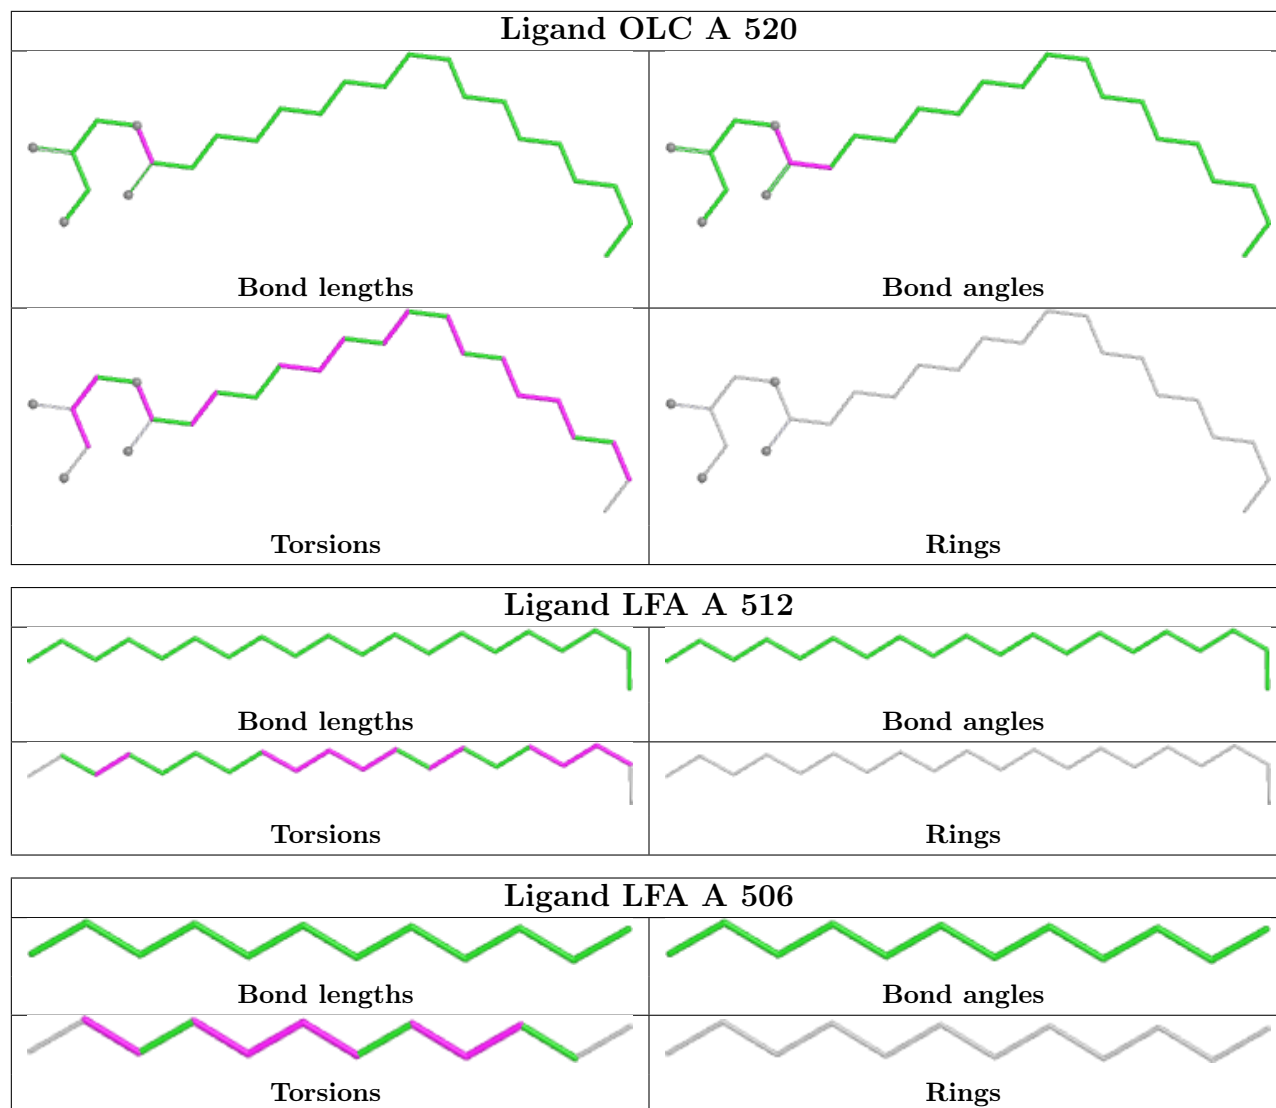 Ligand OLC A 520
Bond lengths
Bond angles
Torsions
Rings
Ligand LFA A 512
Bond lengths
Bond angles
Torsions
Rings
Ligand LFA A 506
Bond lengths
Bond angles
Torsions
Rings